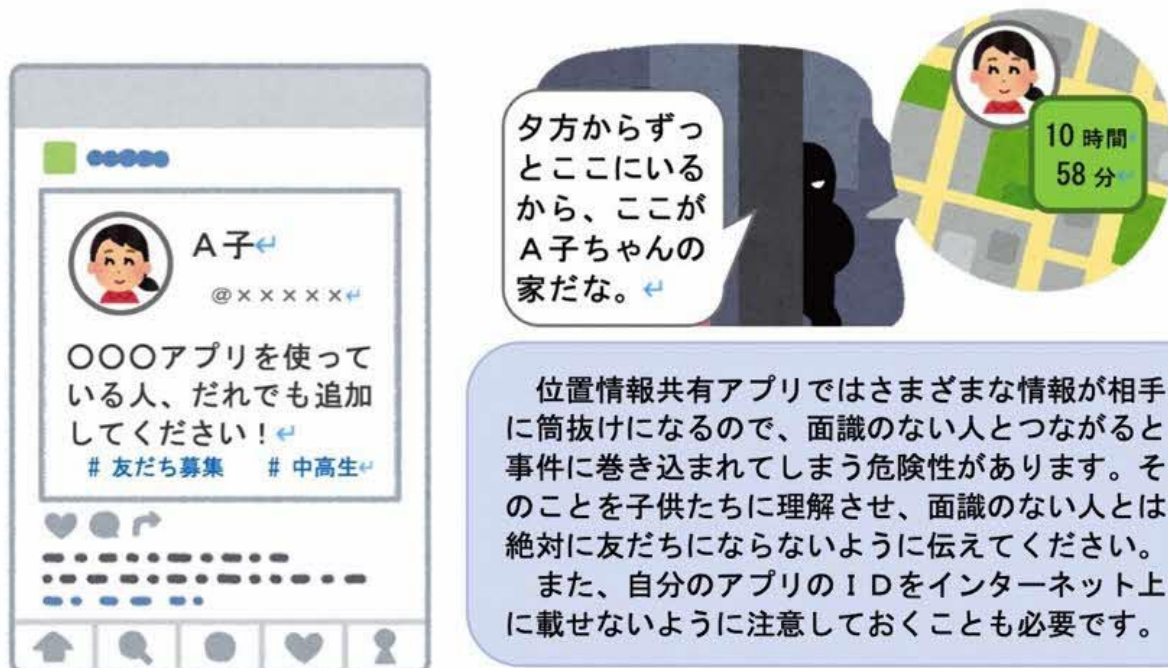 A子
@×××××
〇〇〇アプリを使って
いる人、だれでも追加
してください！
# 友だち募集　# 中高生
夕方からずっ
とここにいる
から、ここが
A子ちゃんの
家だな。
10 時間
58 分
位置情報共有アプリではさまざまな情報が相手
に筒抜けになるので、面識のない人とつながると
事件に巻き込まれてしまう危険性があります。そ
のことを子供たちに理解させ、面識のない人とは
絶対に友だちにならないように伝えてください。
また、自分のアプリのＩＤをインターネット上
に載せないように注意しておくことも必要です。